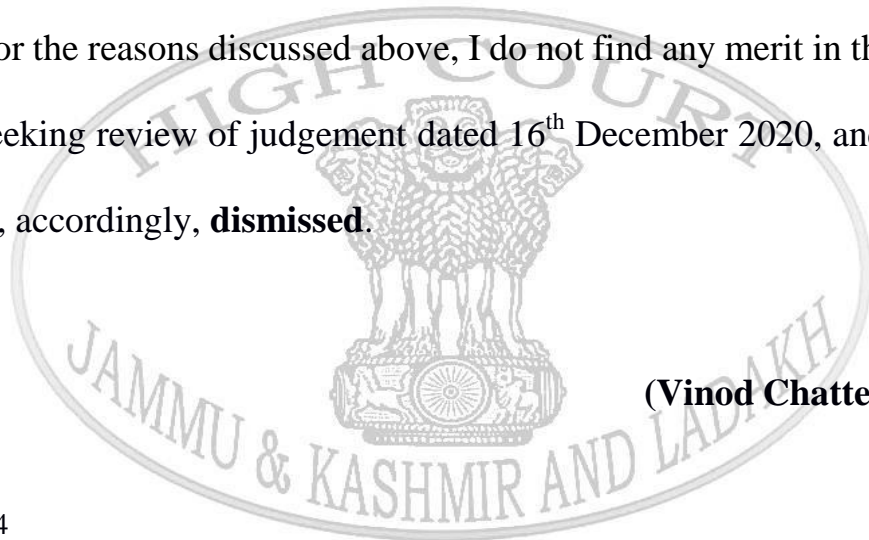 or the reasons discussed above, I do not find any merit in th
eeking review of judgement dated 16th December 2020, and
, accordingly, dismissed.
(Vinod Chatte
4
HIGH COURT
JAMMU & KASHMIR AND LADAKH